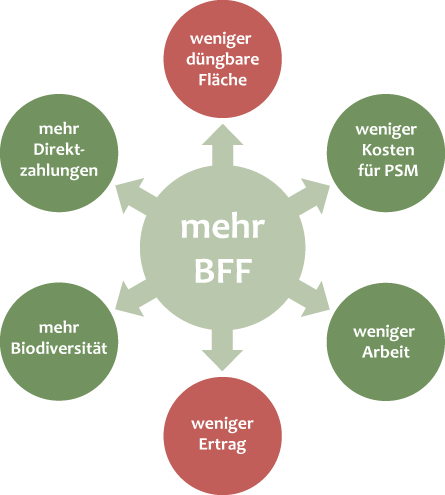 weniger
düngbare
Fläche
mehr
Direkt-
zahlungen
weniger
Kosten
für PSM
mehr
BFF
mehr
Biodiversität
weniger
Arbeit
weniger
Ertrag